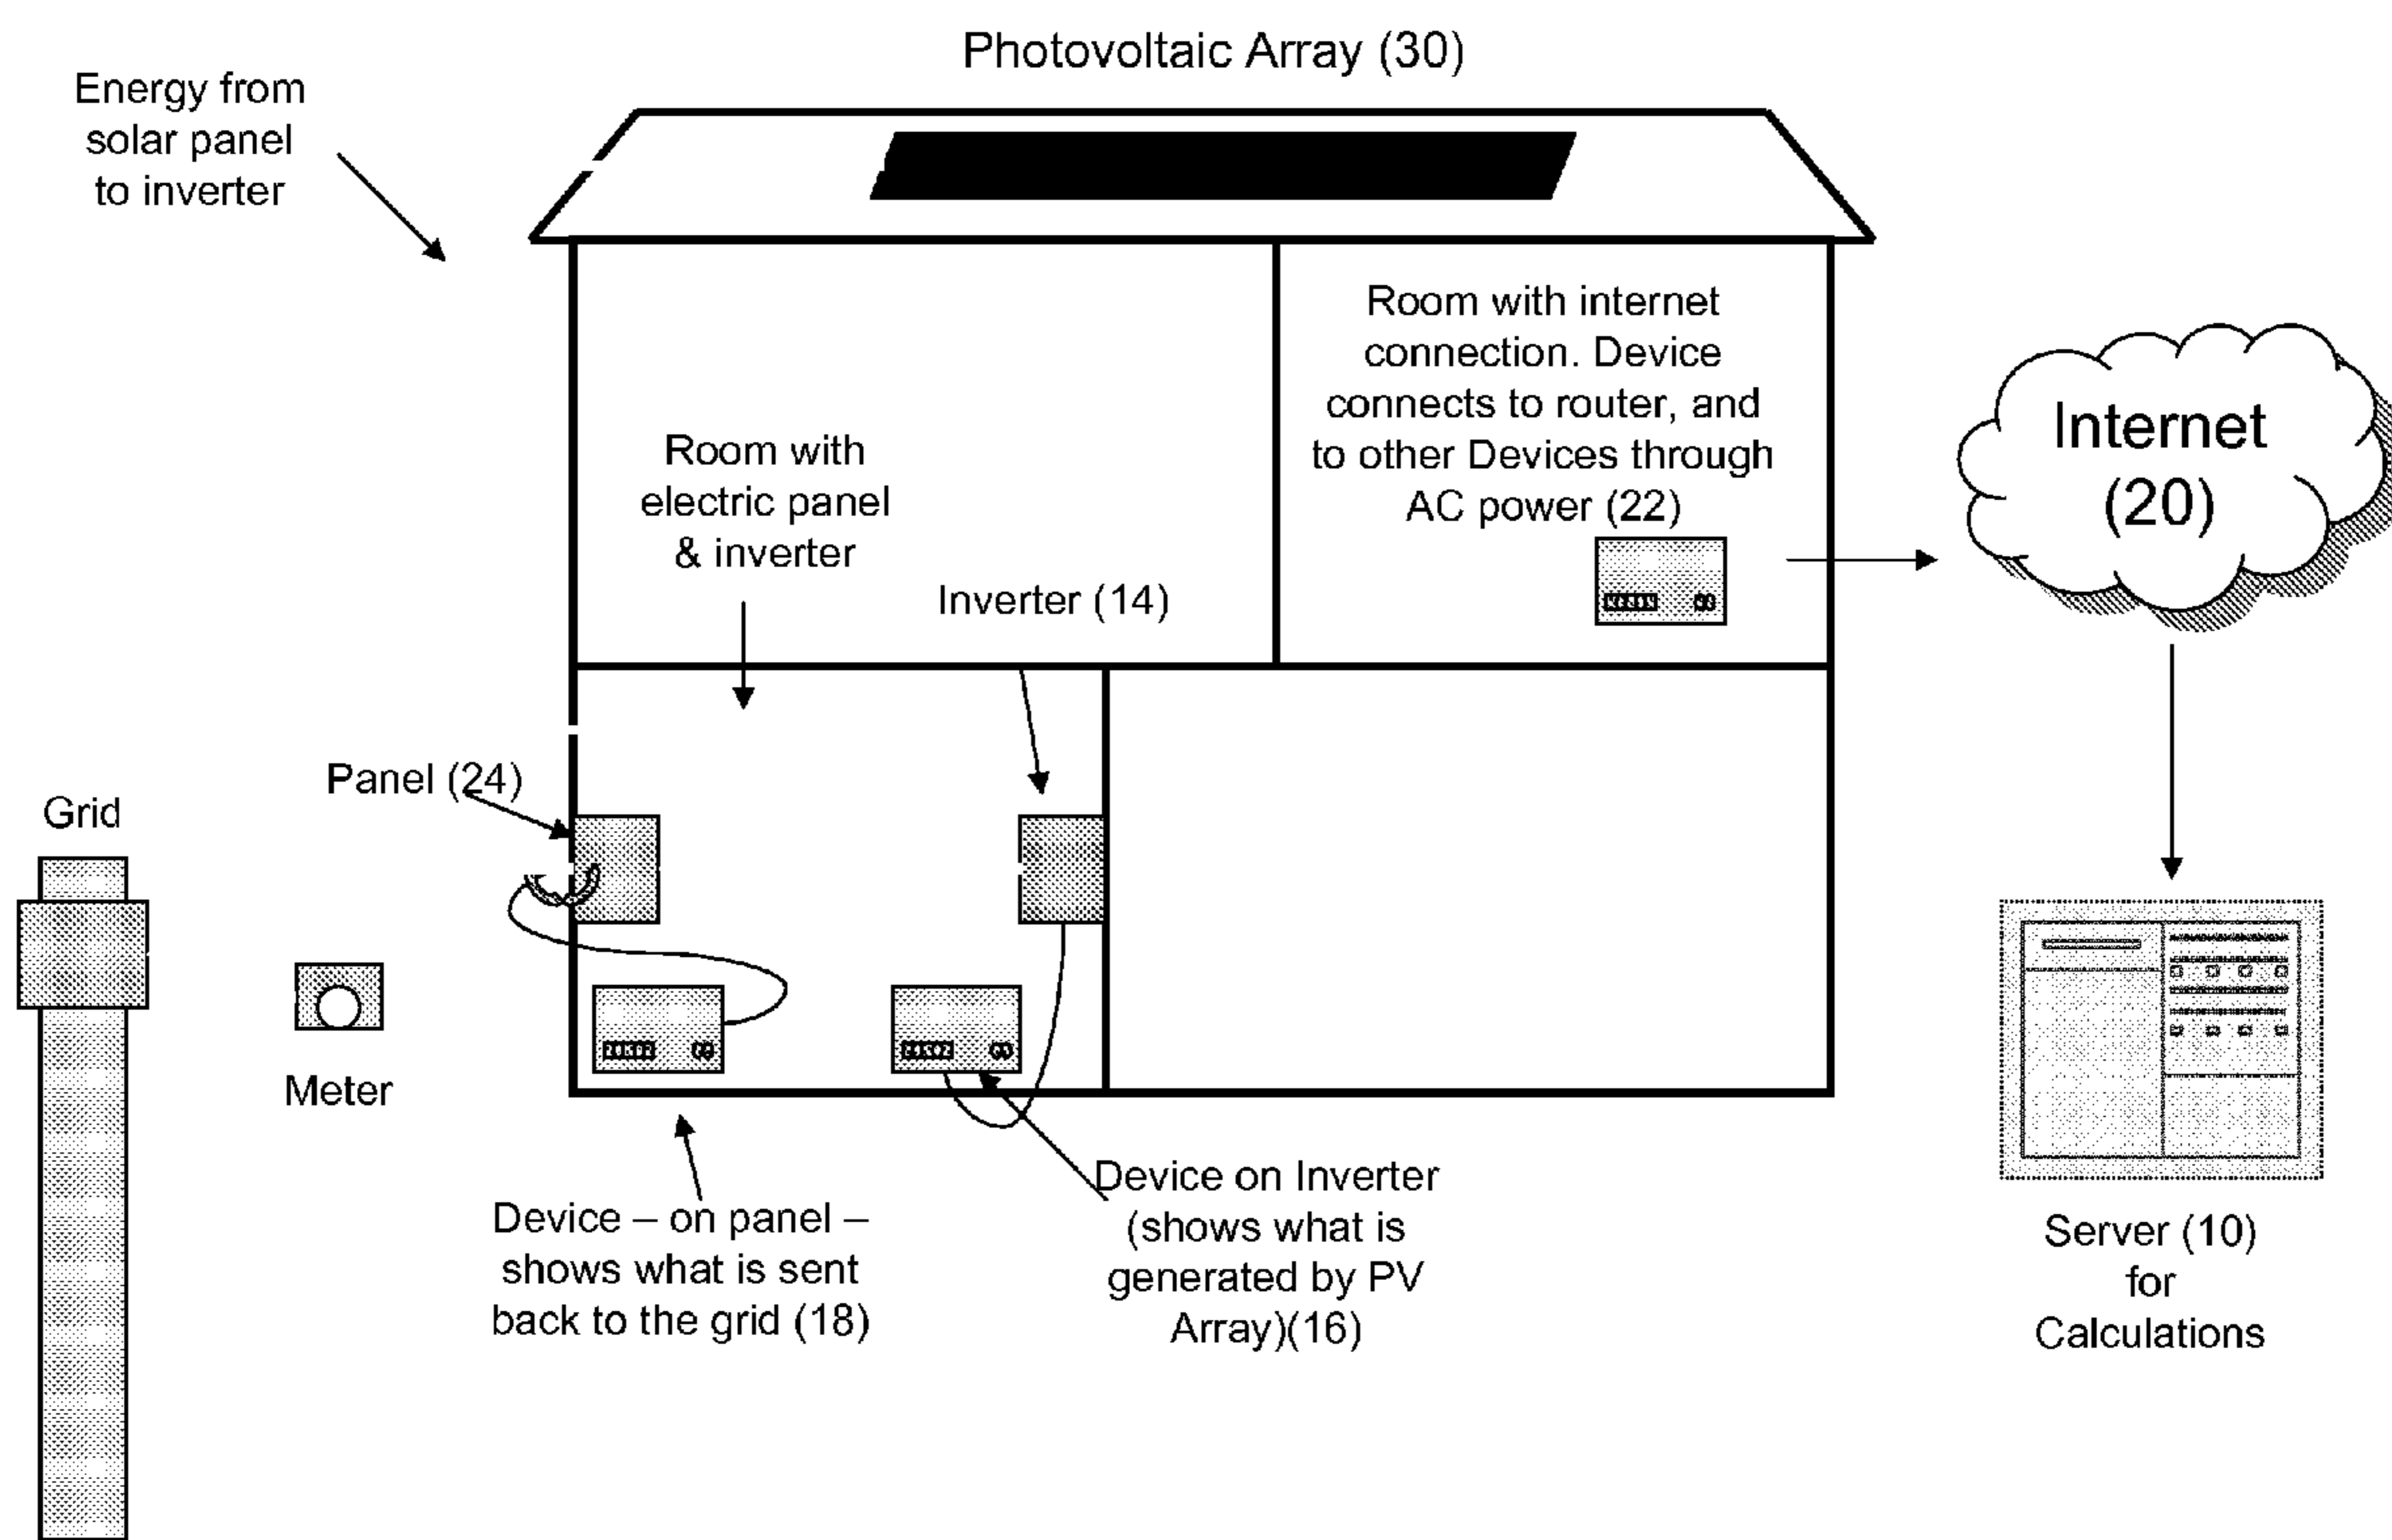 Photovoltaic Array (30)
Energy from
solar panel
to inverter
Room with internet
connection. Device
connects to router, and
to other Devices through
AC power (22)
Internet
(20)
Room with
electric panel
& inverter
Inverter (14)
Panel (24)
Grid
Meter
Device – on panel –
shows what is sent
back to the grid (18)
Device on Inverter
(shows what is
generated by PV
Array)(16)
Server (10)
for
Calculations